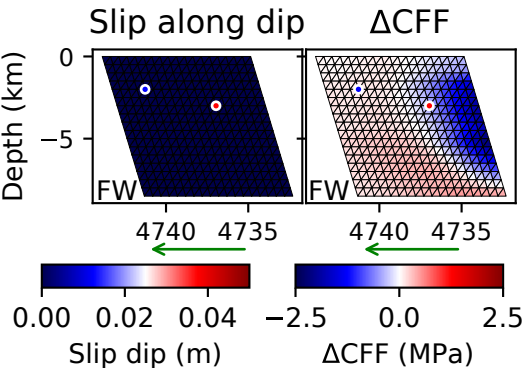 Slip along dip ΔCFF
Depth (km)
0
−5
FW FW
4740 4735 4740 4735
0.00 0.02 0.04 −2.5 0.0 2.5
Slip dip (m) ΔCFF (MPa)